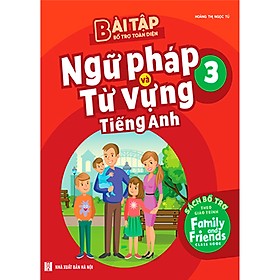 HOÀNG THỊ NGỌC TÚ
BÀI TẬP
BỔ TRỢ TOÀN DIỆN
Ngữ pháp 3
và
Từ vựng
Tiếng Anh
SÁCH BỔ TRỢ
THEO GIÁO TRÌNH
Family
and
Friends
CLASS BOOK
NHÀ XUẤT BẢN HÀ NỘI